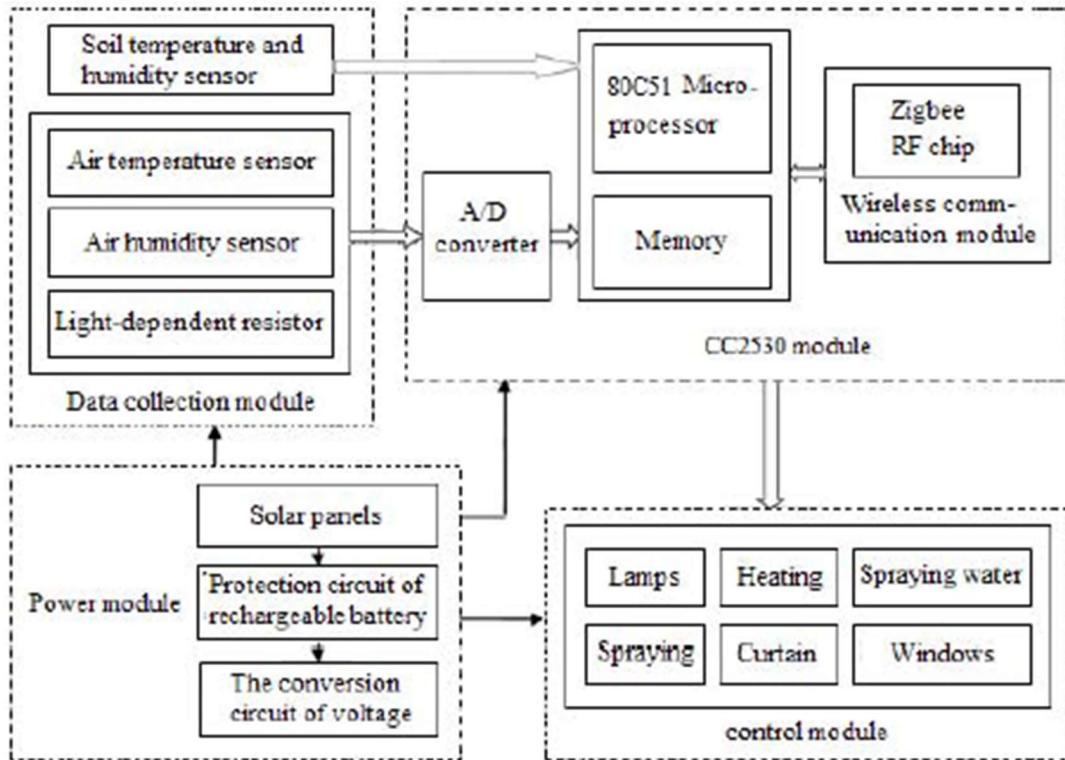 Soil temperature and
humidity sensor
Air temperature sensor
Air humidity sensor
Light-dependent resistor
Data collection module
A/D
converter
80C51 Micro-
processor
Memory
Zigbee
RF chip
Wireless comm-
unication module
CC2530 module
Power module
Solar panels
Protection circuit of
rechargeable battery
The conversion
circuit of voltage
Lamps
Heating
Spraying water
Spraying
Curtain
Windows
control module